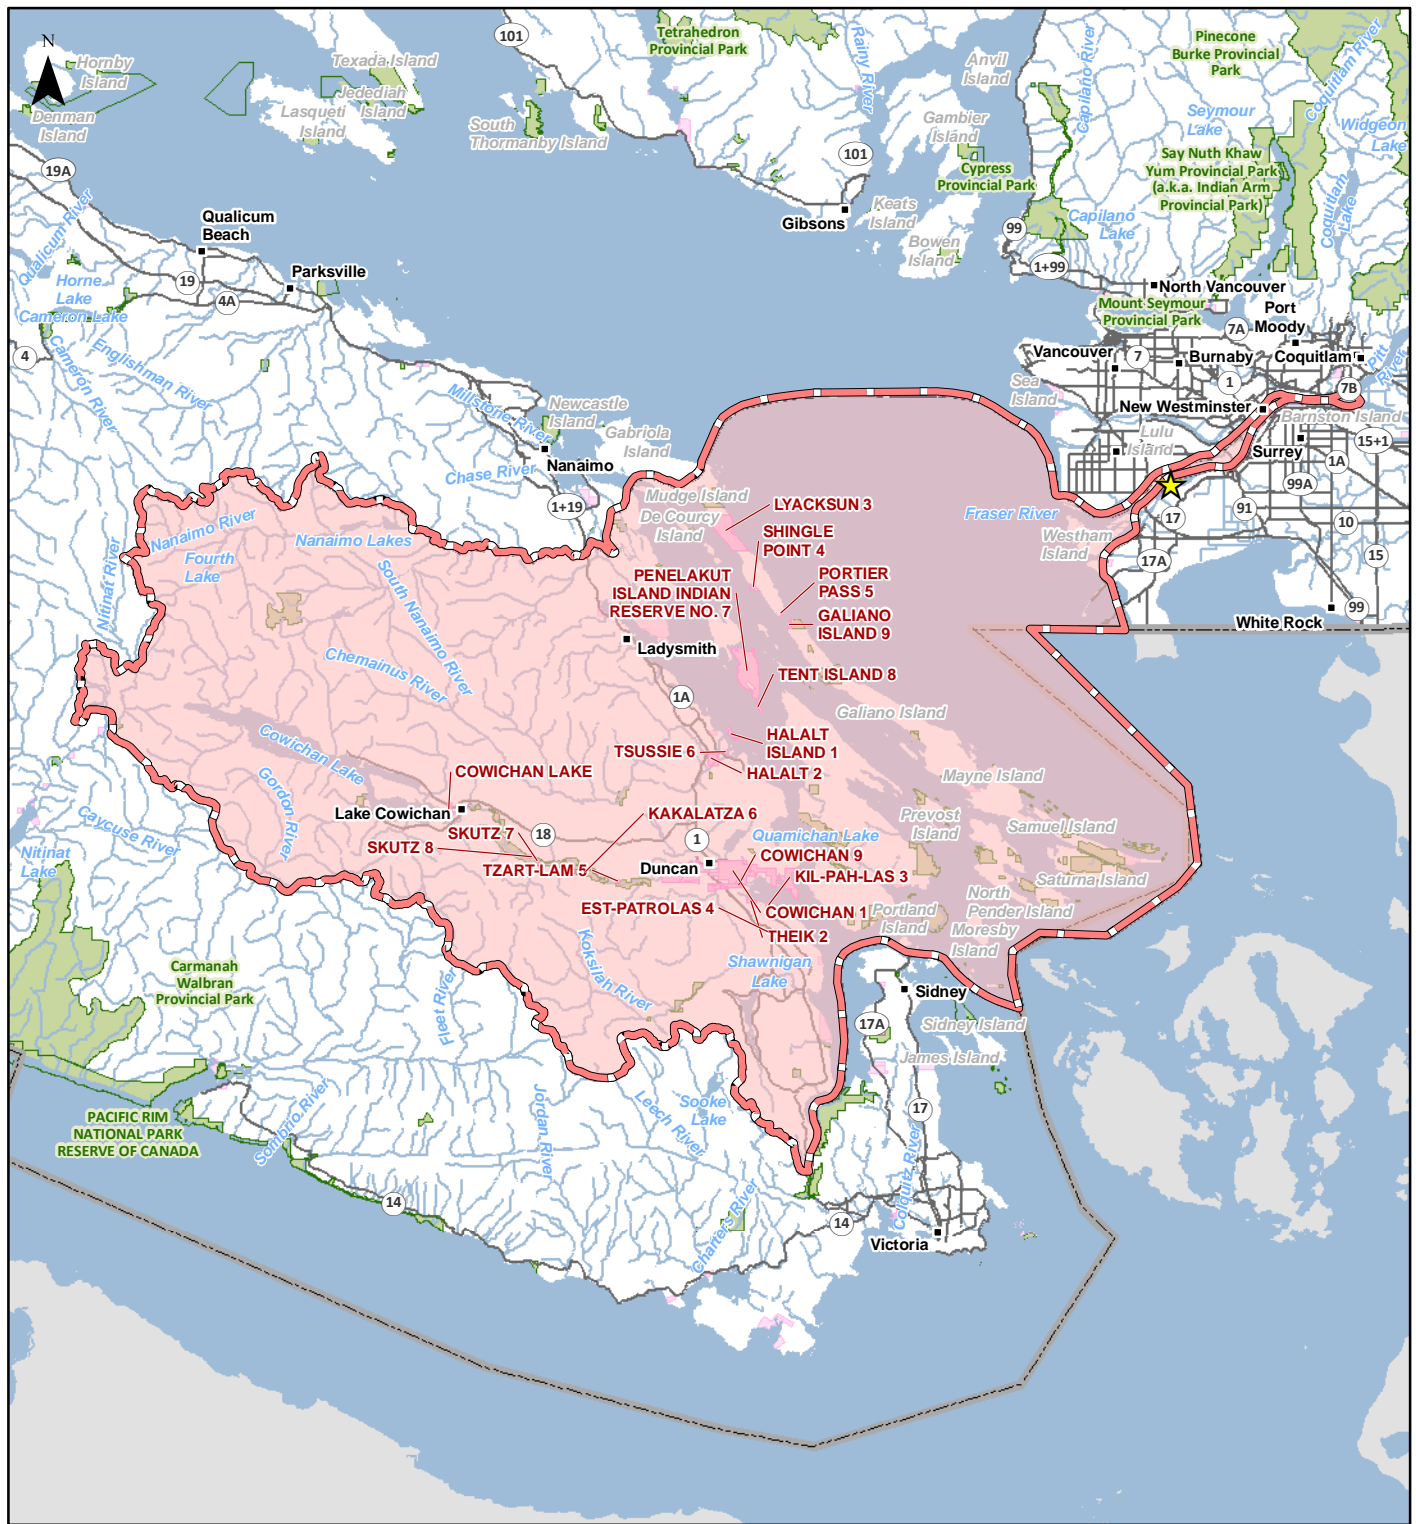 N
Hornby
Island
Denman
Island
Texada Island
Jedediah
Island
Lasqueti
Island
101
South
Thormanby Island
Tetrahedron
Provincial Park
Rainy River
Anvil
Island
Gambier
Island
101
Cypress
Provincial Park
Keats
Island
Gibsons
Bowen
Island
Capilano River
Pinecone
Burke Provincial
Park
Coquitlam River
Seymour
Lake
Widgeon
Lake
Say Nuth Khaw
Yum Provincial Park
(a.k.a. Indian Arm
Provincial Park)
Capilano
Lake
Coquitlam
Lake
99
1+99
19A
Qualicum River
Qualicum
Beach
Parksville
19
4A
Horne
Lake
Cameron Lake
4
Cameron River
Englishman River
Millstone River
Newcastle
Island
Gabriola
Island
Nanaimo
Chase River
1+19
North Vancouver
Mount Seymour
Provincial Park
Port
Moody
7A
Vancouver
7
Burnaby
Coquitlam
Pitt
River
1
7B
Sea
Island
New Westminster
Barnston Island
Lulu
Island
Surrey
15+1
1A
99A
91
10
15
17
Fraser River
Westham
Island
17A
99
White Rock
Mudge Island
De Courcy
Island
LYACKSUN 3
SHINGLE
POINT 4
PENELAKUT
ISLAND INDIAN
RESERVE NO. 7
PORTIER
PASS 5
GALIANO
ISLAND 9
TENT ISLAND 8
Galiano Island
Nanaimo River
Fourth
Lake
Nanaimo Lakes
South Nanaimo River
Nitinat River
Ladysmith
Chemainus River
1A
HALALT
ISLAND 1
TSUSSIE 6
HALALT 2
Cowichan Lake
COWICHAN LAKE
Lake Cowichan
Gordon River
KAKALATZA 6
18
SKUTZ 7
SKUTZ 8
TZART-LAM 5
1
Duncan
Quamichan Lake
COWICHAN 9
KIL-PAH-LAS 3
EST-PATROLAS 4
COWICHAN 1
THEIK 2
Mayne Island
Prevost
Island
Samuel Island
Saturna Island
North
Pender Island
Portland
Island
Moresby
Island
Shawnigan
Lake
Koksilah River
Caycuse River
Nitinat
Lake
Carmanah
Walbran
Provincial Park
Fleet River
Sidney
Sidney Island
17A
James Island
17
Colquitz River
Sooke
Lake
Leech River
Jordan River
PACIFIC RIM
NATIONAL PARK
RESERVE OF CANADA
Sombrio River
14
Charters River
14
Victoria